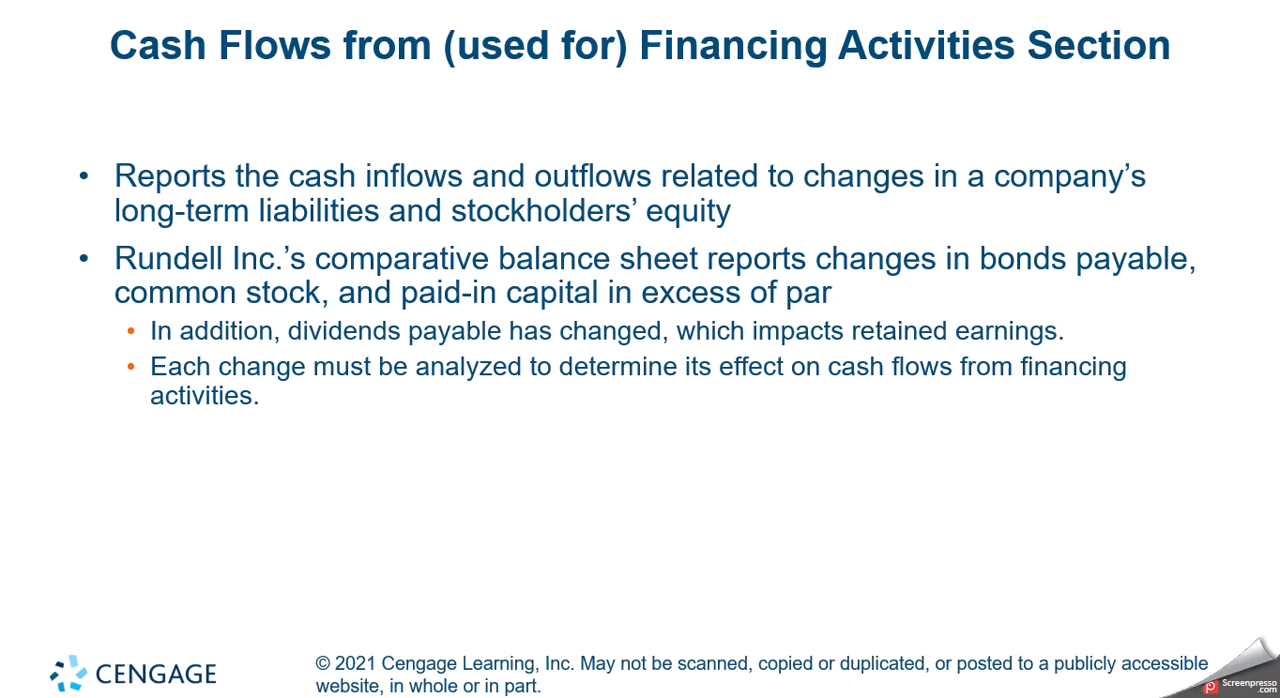 Cash Flows from (used for) Financing Activities Section
• Reports the cash inflows and outflows related to changes in a company’s
long-term liabilities and stockholders’ equity
• Rundell Inc.’s comparative balance sheet reports changes in bonds payable,
common stock, and paid-in capital in excess of par
• In addition, dividends payable has changed, which impacts retained earnings.
• Each change must be analyzed to determine its effect on cash flows from financing
activities.
CENGAGE
© 2021 Cengage Learning, Inc. May not be scanned, copied or duplicated, or posted to a publicly accessible
website, in whole or in part.
Screenpresso
.com